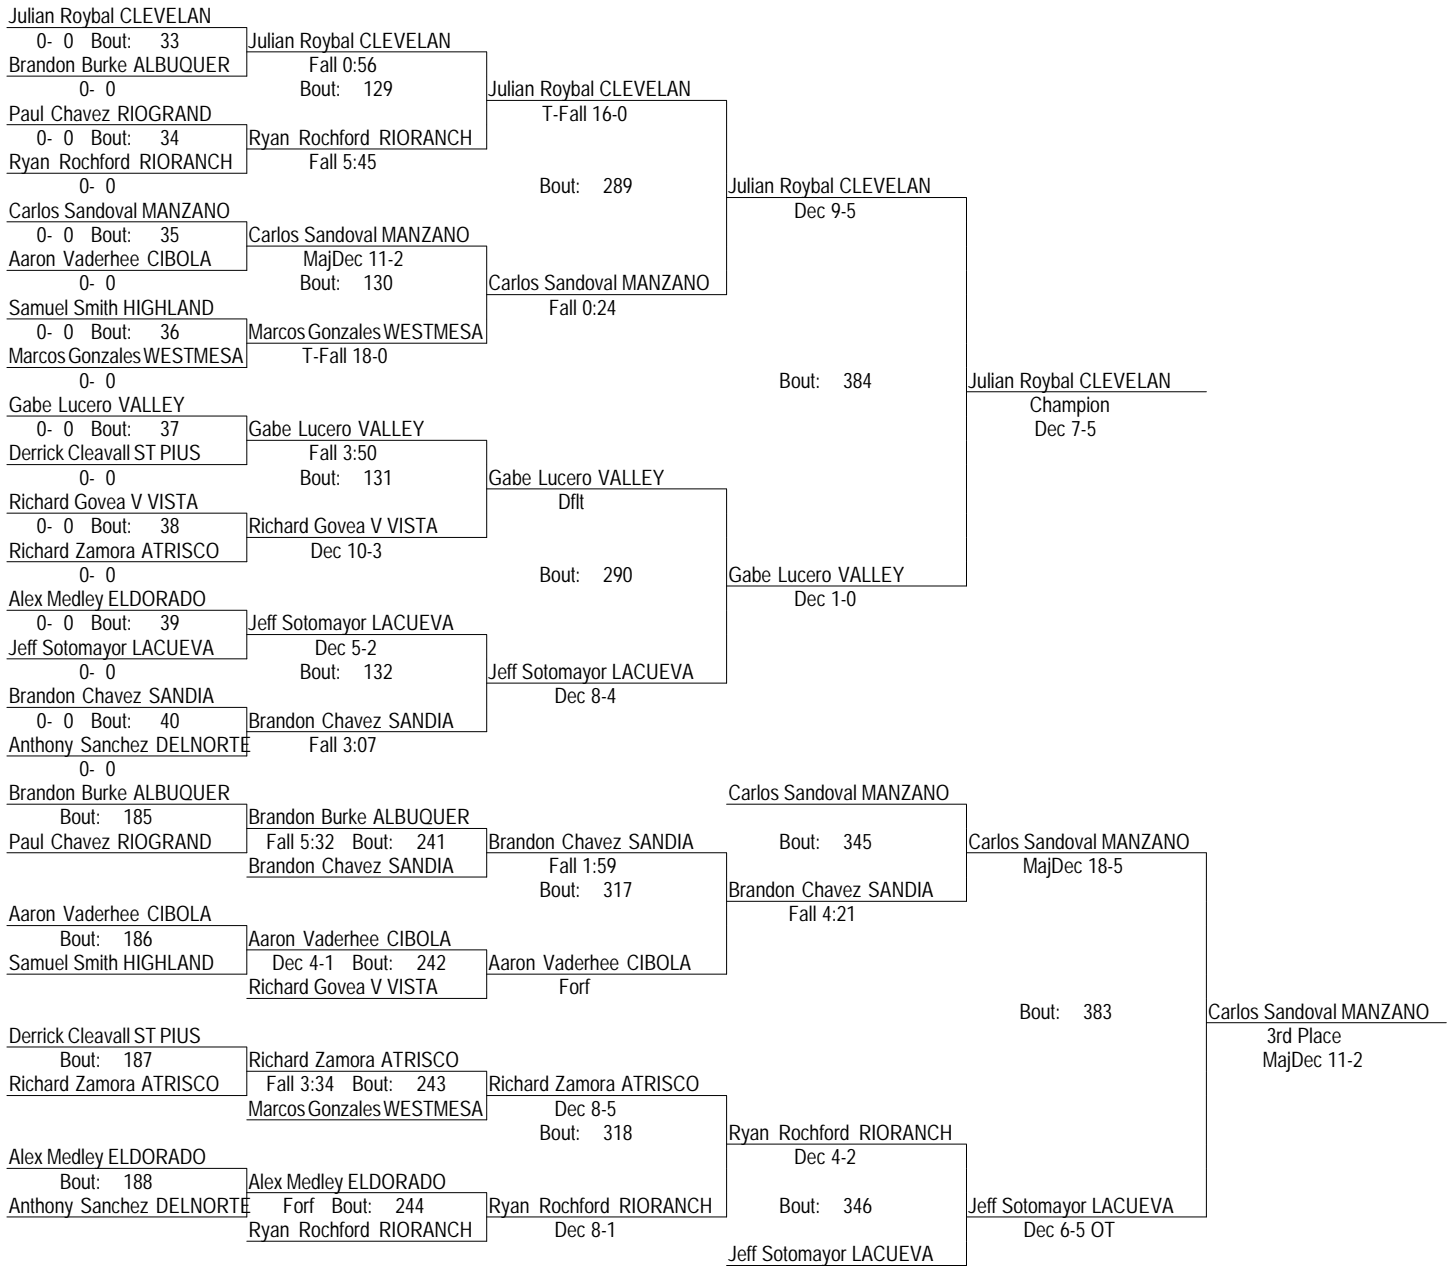 Julian Roybal CLEVELAN
0- 0 Bout: 33
Julian Roybal CLEVELAN
Brandon Burke ALBUQUER
Fall 0:56
0- 0
Bout: 129
Julian Roybal CLEVELAN
Paul Chavez RIOGRAND
T-Fall 16-0
0- 0 Bout: 34
Ryan Rochford RIORANCH
Ryan Rochford RIORANCH
Fall 5:45
0- 0
Bout: 289
Julian Roybal CLEVELAN
Carlos Sandoval MANZANO
Dec 9-5
0- 0 Bout: 35
Carlos Sandoval MANZANO
Aaron Vaderhee CIBOLA
MajDec 11-2
0- 0
Bout: 130
Carlos Sandoval MANZANO
Samuel Smith HIGHLAND
Fall 0:24
0- 0 Bout: 36
Marcos Gonzales WESTMESA
Marcos Gonzales WESTMESA
T-Fall 18-0
0- 0
Bout: 384
Julian Roybal CLEVELAN
Gabe Lucero VALLEY
Champion
0- 0 Bout: 37
Gabe Lucero VALLEY
Dec 7-5
Derrick Cleavall ST PIUS
Fall 3:50
0- 0
Bout: 131
Gabe Lucero VALLEY
Richard Govea V VISTA
Dflt
0- 0 Bout: 38
Richard Govea V VISTA
Richard Zamora ATRISCO
Dec 10-3
0- 0
Bout: 290
Gabe Lucero VALLEY
Alex Medley ELDORADO
Dec 1-0
0- 0 Bout: 39
Jeff Sotomayor LACUEVA
Jeff Sotomayor LACUEVA
Dec 5-2
0- 0
Bout: 132
Jeff Sotomayor LACUEVA
Brandon Chavez SANDIA
Dec 8-4
0- 0 Bout: 40
Brandon Chavez SANDIA
Anthony Sanchez DELNORTE
Fall 3:07
0- 0
Brandon Burke ALBUQUER
Carlos Sandoval MANZANO
Bout: 185
Brandon Burke ALBUQUER
Paul Chavez RIOGRAND
Fall 5:32 Bout: 241
Brandon Chavez SANDIA
Bout: 345
Carlos Sandoval MANZANO
Brandon Chavez SANDIA
Fall 1:59
MajDec 18-5
Bout: 317
Brandon Chavez SANDIA
Aaron Vaderhee CIBOLA
Fall 4:21
Bout: 186
Aaron Vaderhee CIBOLA
Samuel Smith HIGHLAND
Dec 4-1 Bout: 242
Aaron Vaderhee CIBOLA
Richard Govea V VISTA
Forf
Bout: 383
Carlos Sandoval MANZANO
Derrick Cleavall ST PIUS
3rd Place
Bout: 187
Richard Zamora ATRISCO
MajDec 11-2
Richard Zamora ATRISCO
Fall 3:34 Bout: 243
Richard Zamora ATRISCO
Marcos Gonzales WESTMESA
Dec 8-5
Bout: 318
Ryan Rochford RIORANCH
Alex Medley ELDORADO
Dec 4-2
Bout: 188
Alex Medley ELDORADO
Anthony Sanchez DELNORTE
Forf Bout: 244
Ryan Rochford RIORANCH
Bout: 346
Jeff Sotomayor LACUEVA
Ryan Rochford RIORANCH
Dec 8-1
Dec 6-5 OT
Jeff Sotomayor LACUEVA